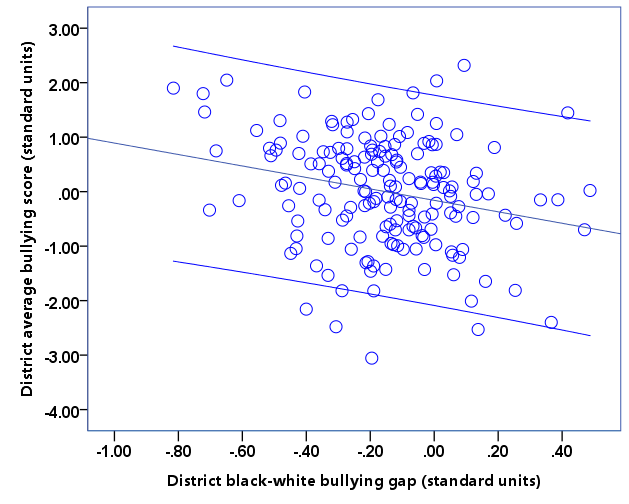 3.00
2.00
1.00
.00
-1.00
-2.00
-3.00
-4.00
District average bullying score (standard units)
-1.00 -.80 -.60 -.40 -.20 .00 .20 .40
District black-white bullying gap (standard units)